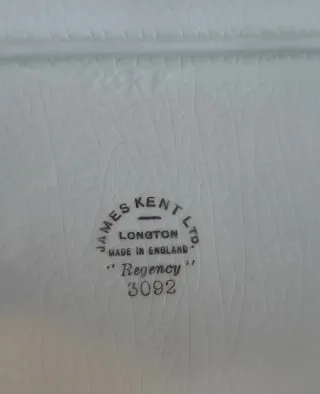 JAMES KENT LTD.
LONGTON
MADE IN ENGLAND
"Regency"
3092